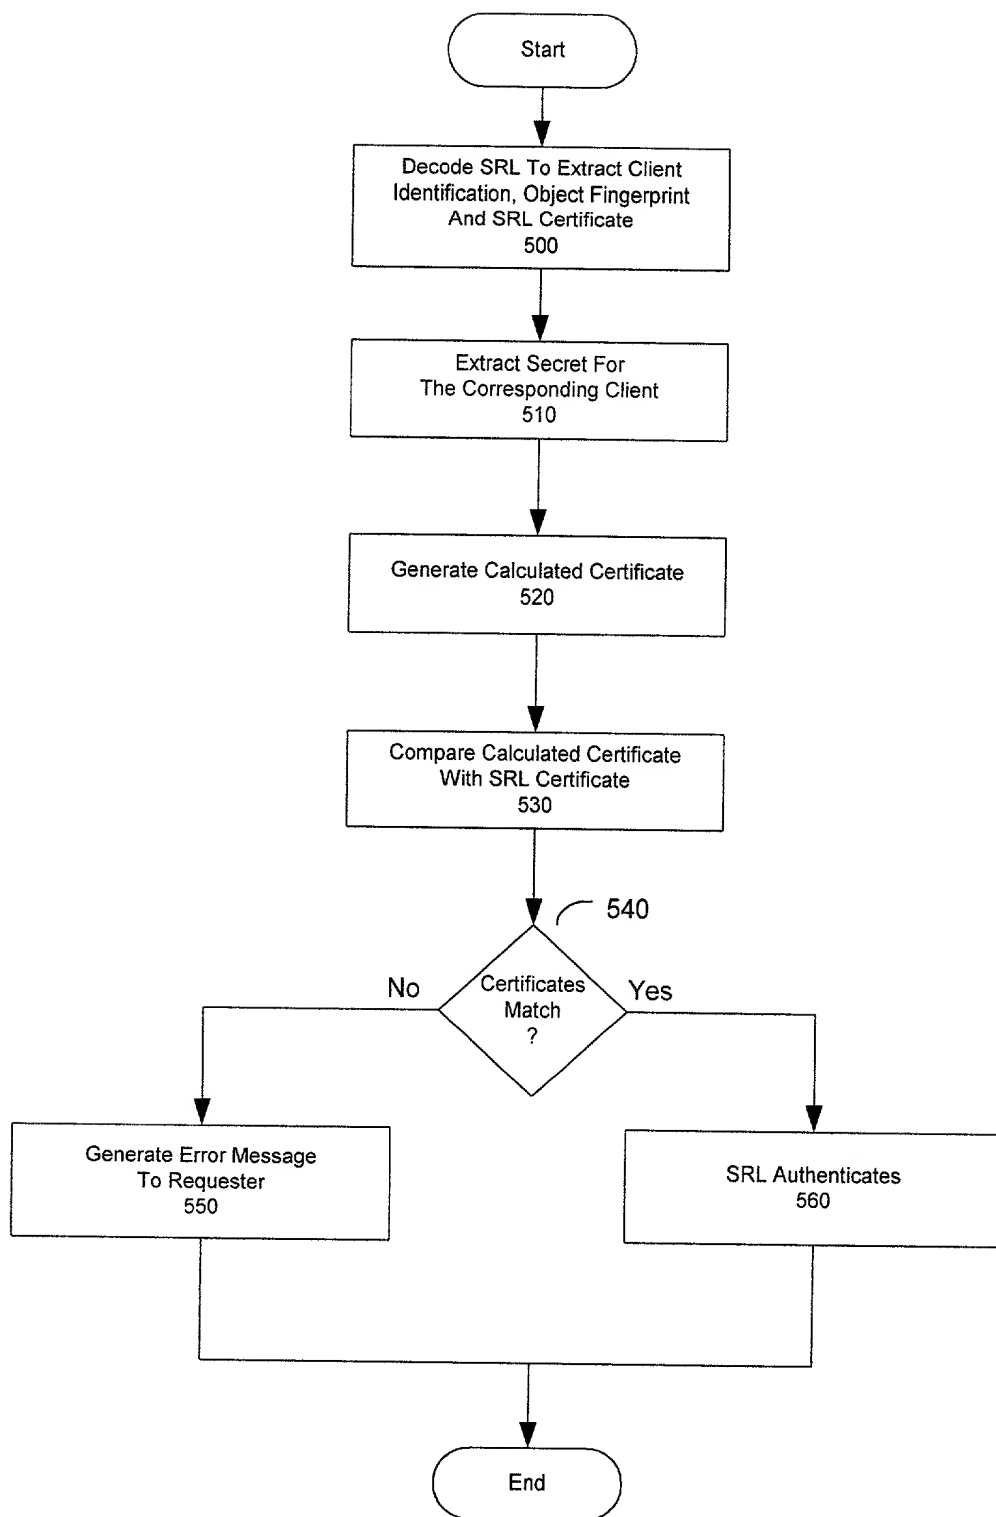 Start
Decode SRL To Extract Client
Identification, Object Fingerprint
And SRL Certificate
500
Extract Secret For
The Corresponding Client
510
Generate Calculated Certificate
520
Compare Calculated Certificate
With SRL Certificate
530
540
Certificates
Match
?
No
Yes
Generate Error Message
To Requester
550
SRL Authenticates
560
End